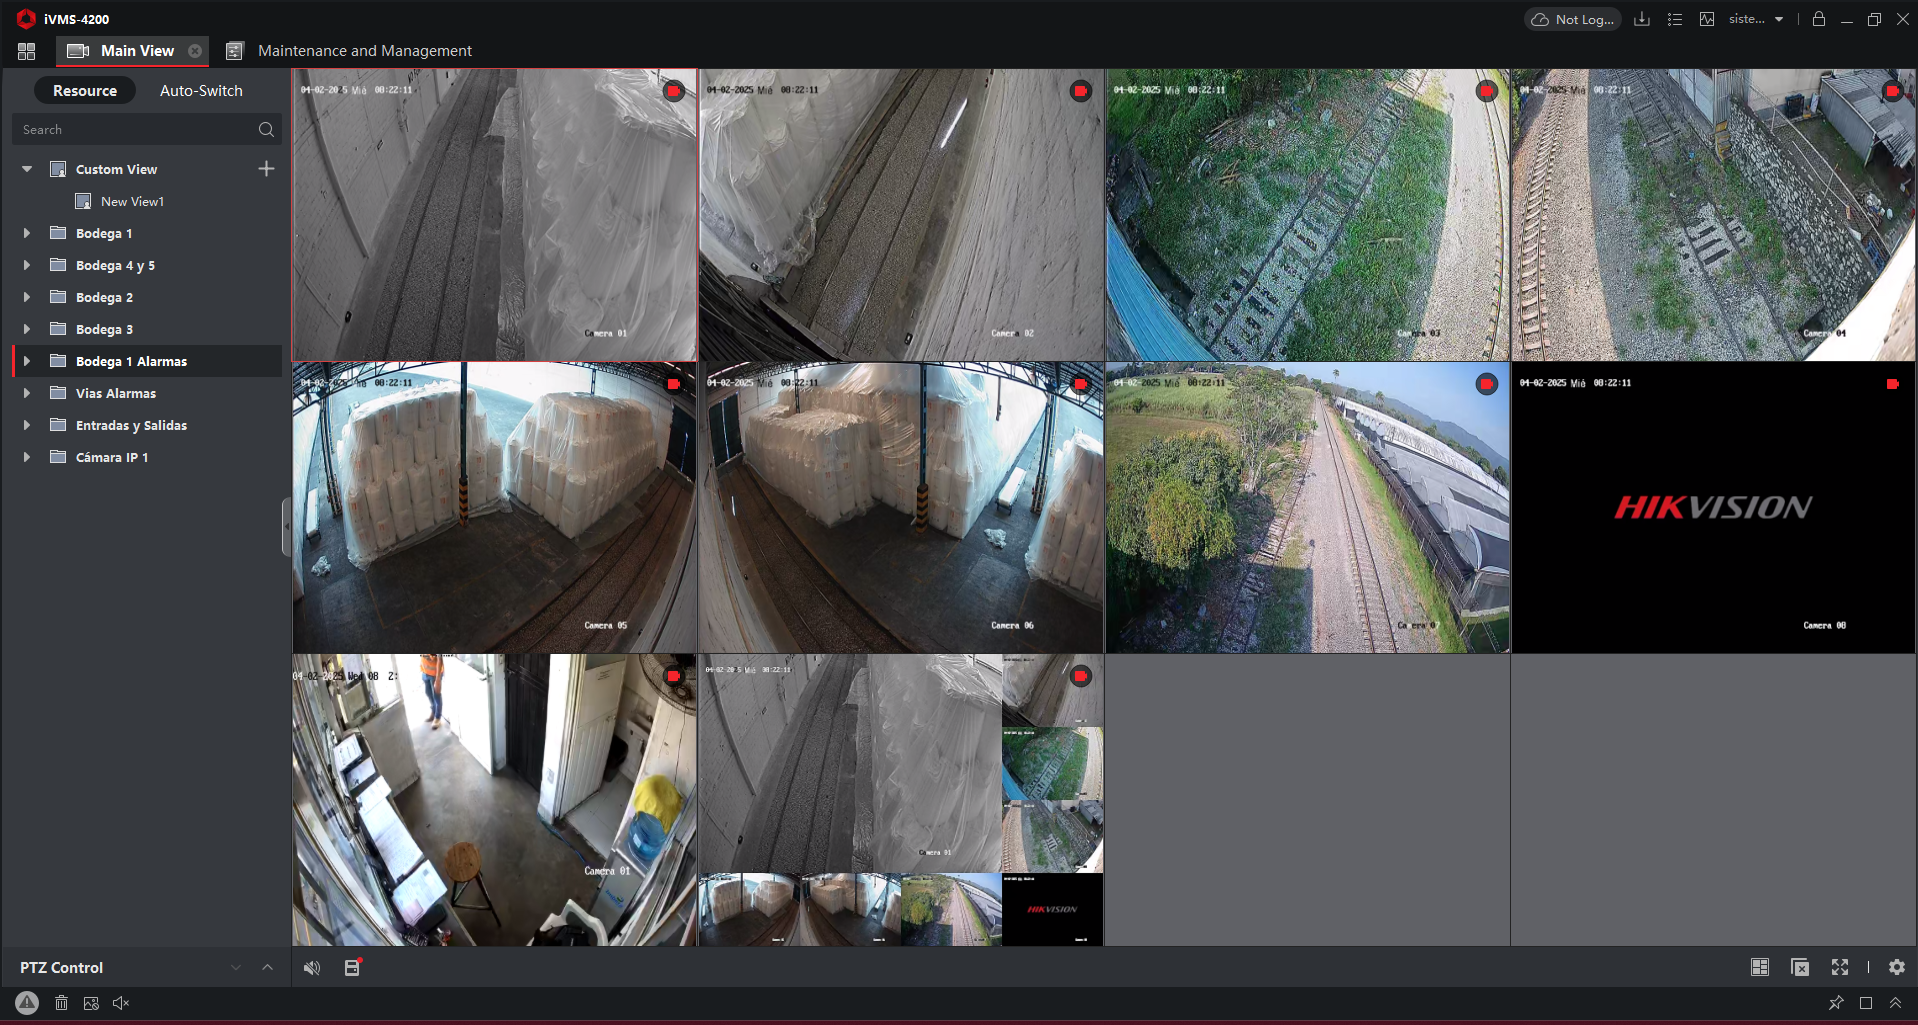 iVMS-4200
Not Log...
siste...
Main View
Maintenance and Management
Resource
Auto-Switch
Search
Custom View
New View1
Bodega 1
Bodega 4 y 5
Bodega 2
Bodega 3
Bodega 1 Alarmas
Vias Alarmas
Entradas y Salidas
Cámara IP 1
04-02-2025 Mié 08:22:11
Camera 01
04-02-2025 Mié 08:22:11
Camera 02
04-02-2025 Mié 08:22:11
Camera 03
04-02-2025 Mié 08:22:11
Camera 04
04-02-2025 08:22:11
Camera 05
04-02-2025 Mié 08:22:11
Camera 06
04-02-2025 Mié 08:22:11
Camera 07
04-02-2025 Mié 08:22:11
HIKVISION
Camera 08
04-02-2025 Wed 08
Camera 01
04-02-2025 Mié 08:22:11
Camera 01
HIKVISION
PTZ Control